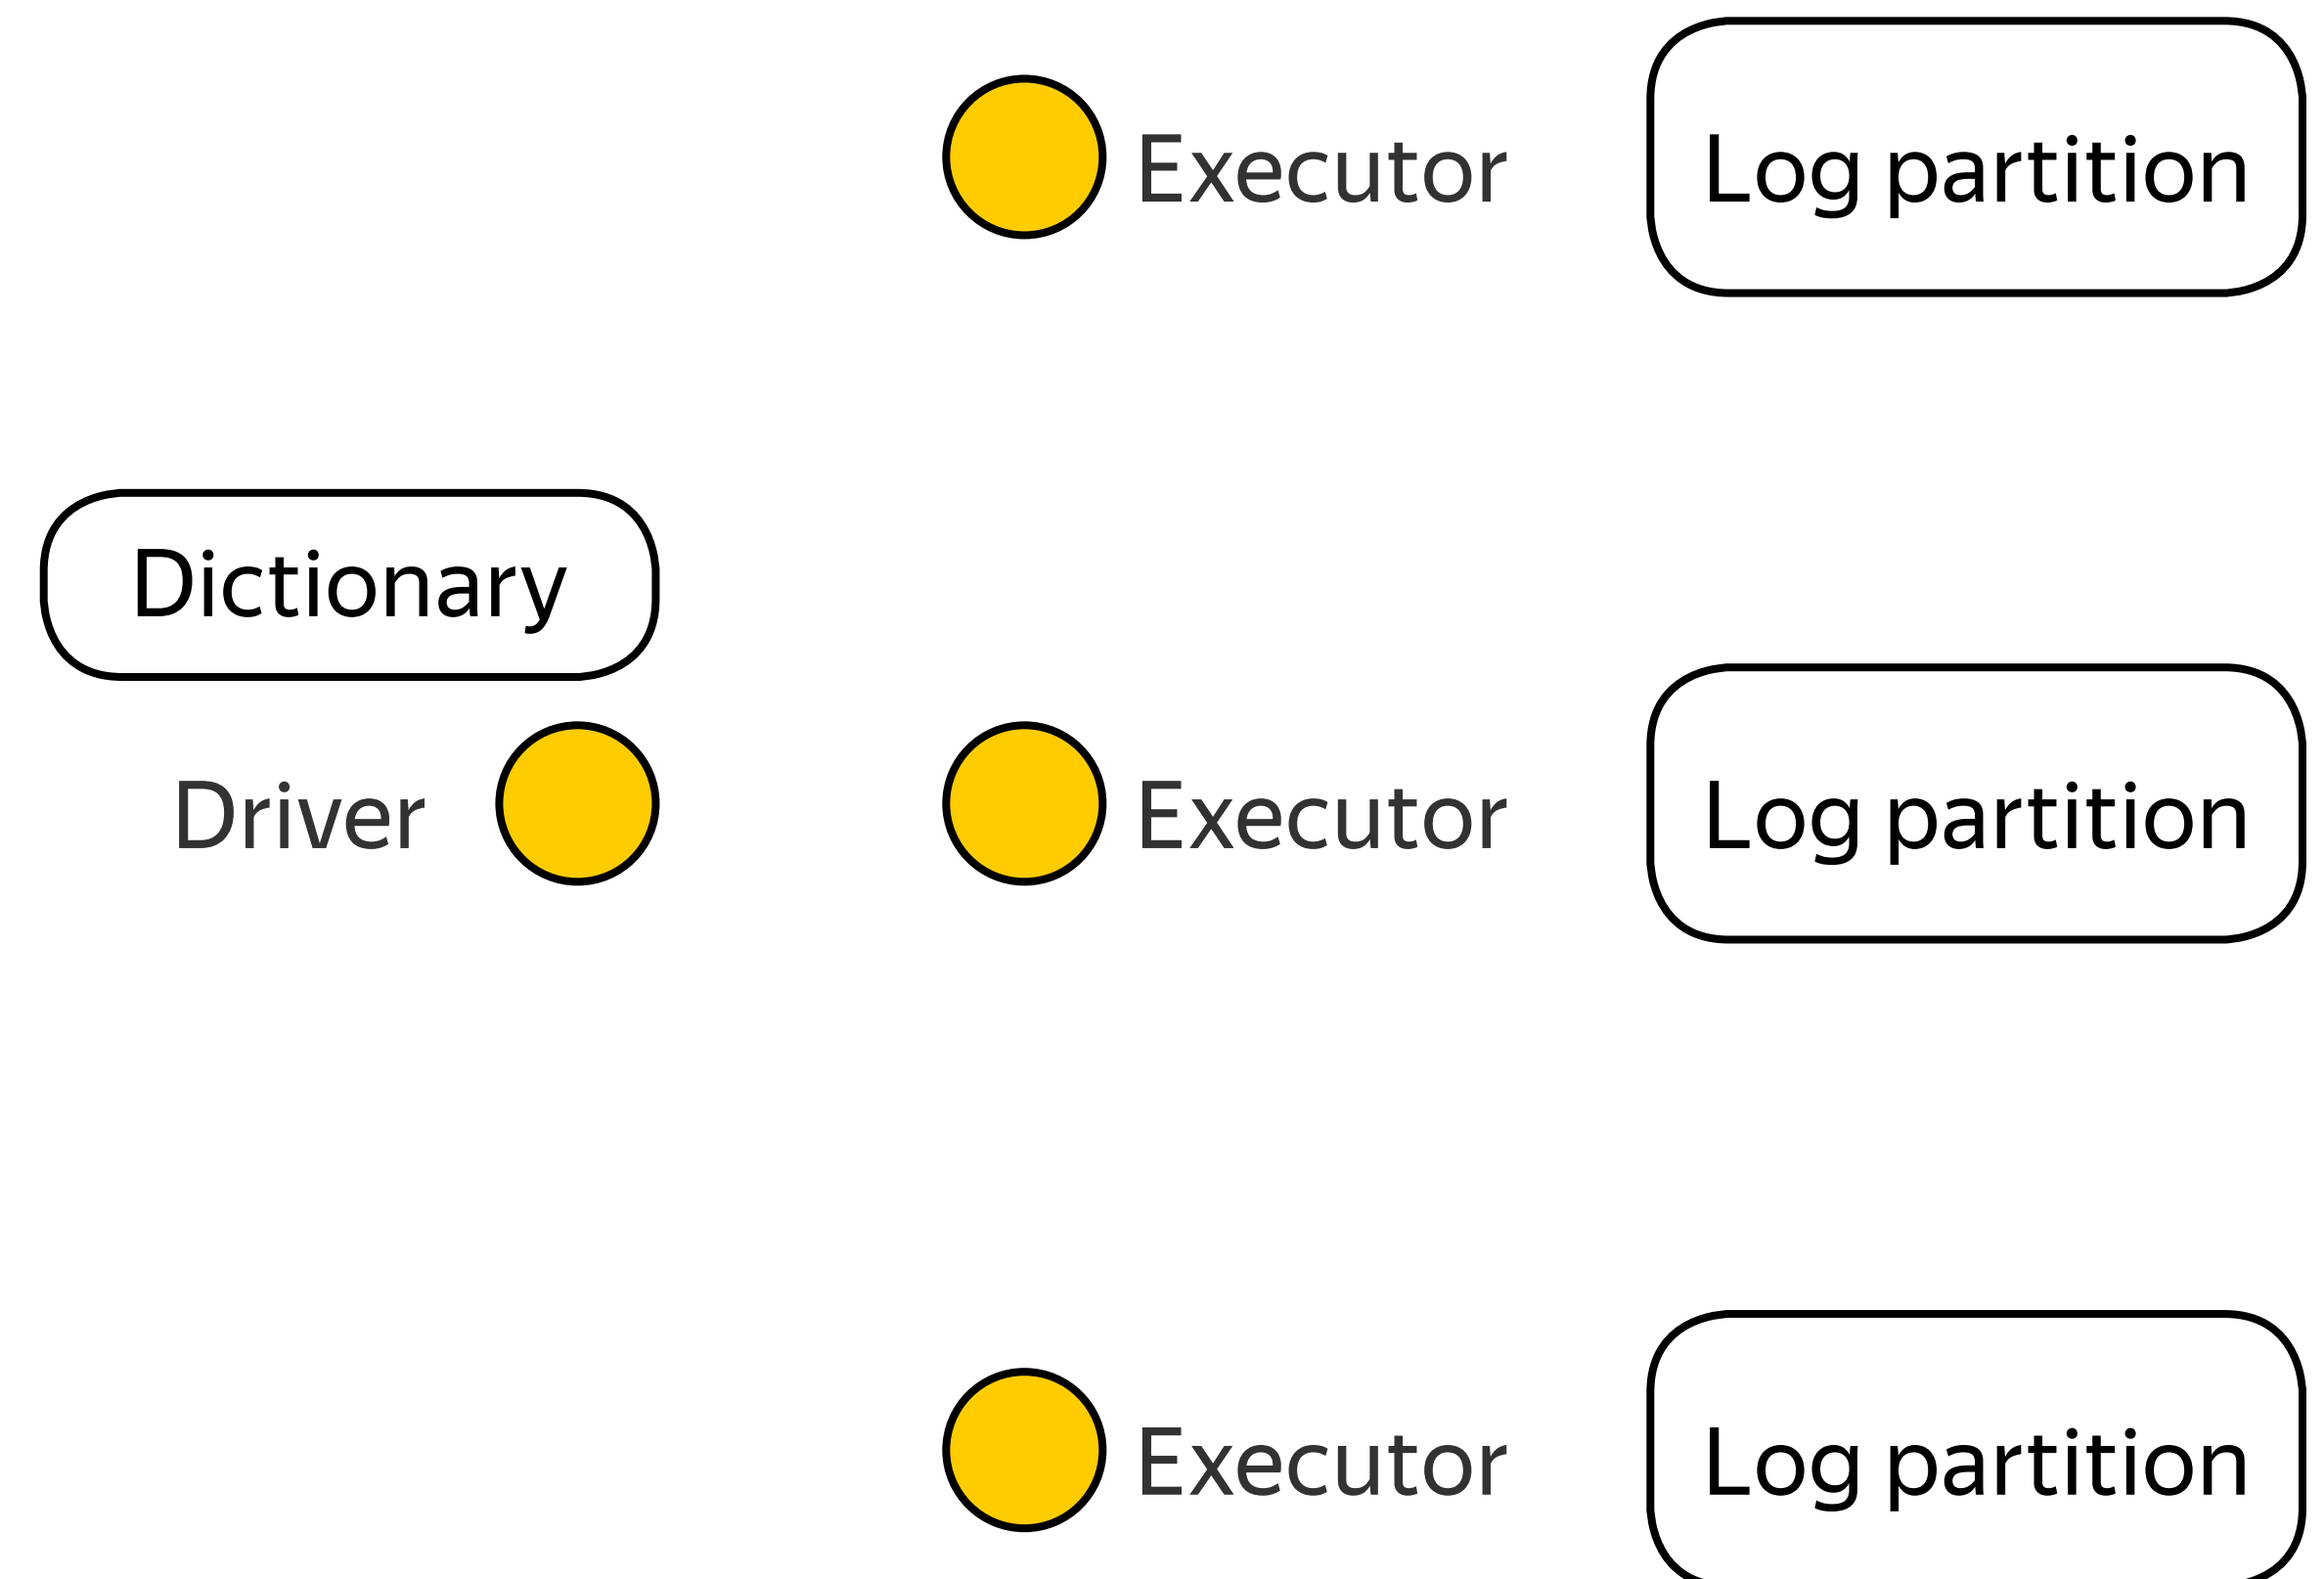 Executor
Log partition
Dictionary
Driver
Executor
Log partition
Executor
Log partition